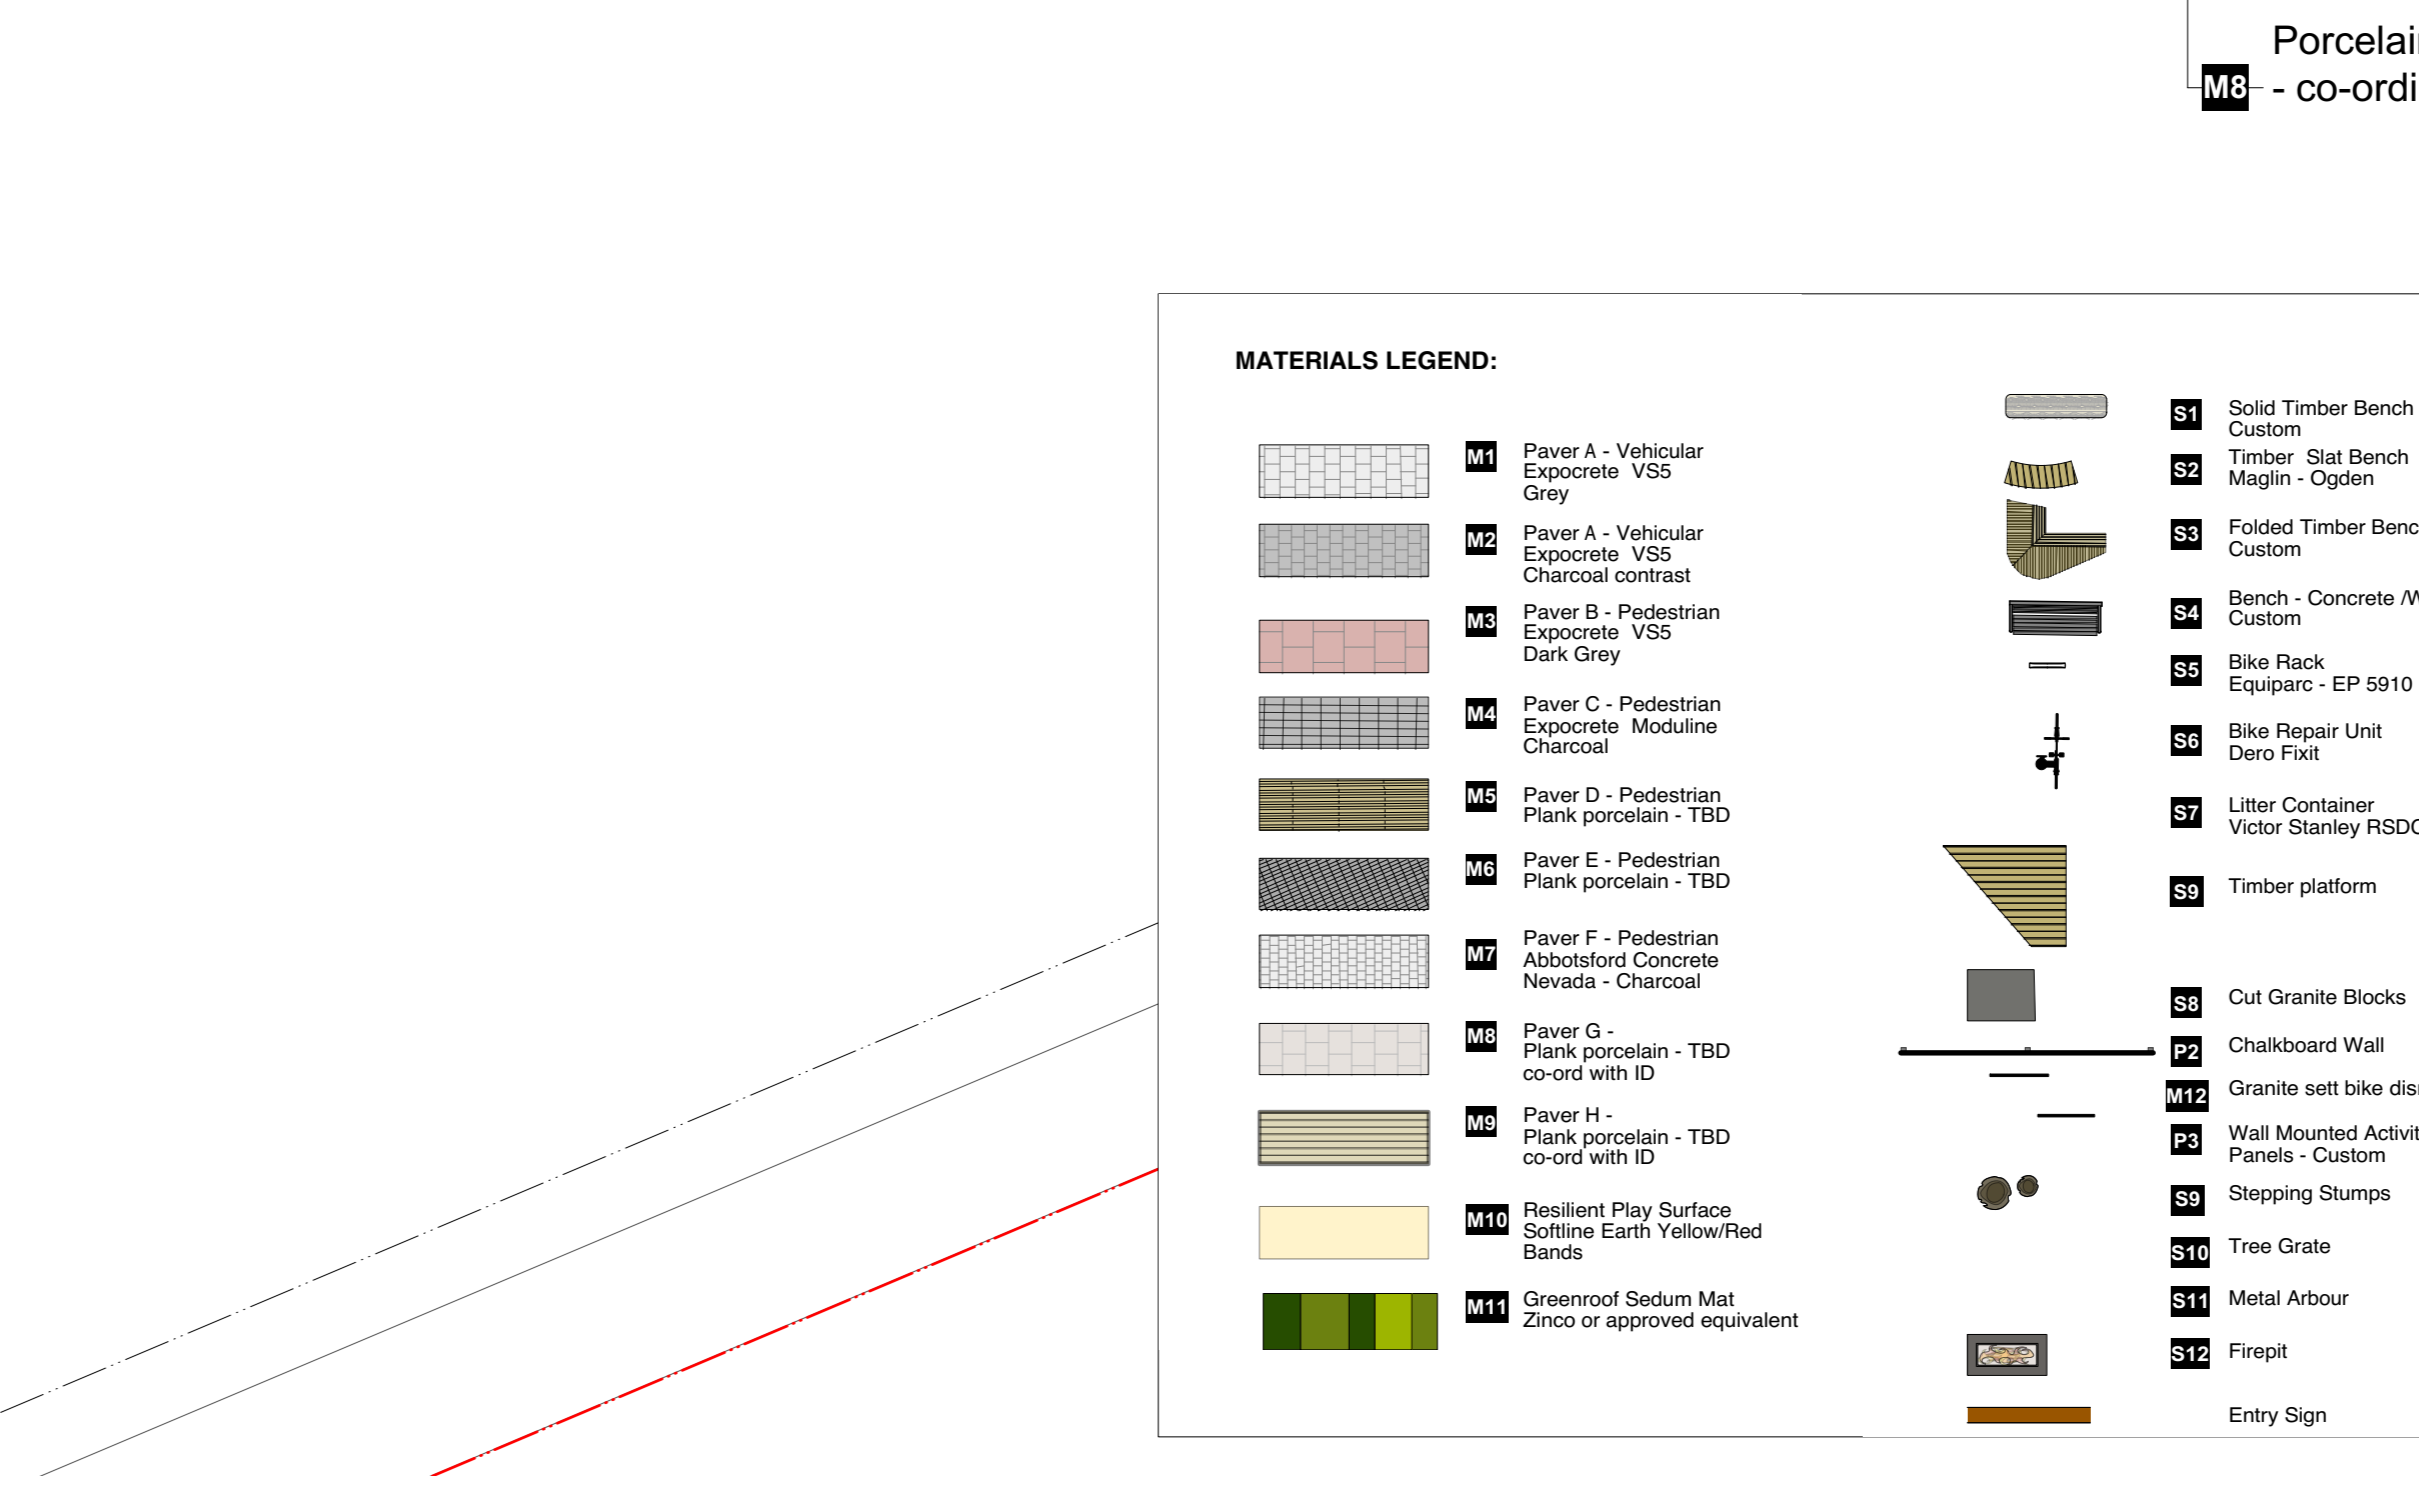 Porcelain
M8 - co-ordi
MATERIALS LEGEND:
M1 Paver A - Vehicular
Expocrete VS5
Grey
M2 Paver A - Vehicular
Expocrete VS5
Charcoal contrast
M3 Paver B - Pedestrian
Expocrete VS5
Dark Grey
M4 Paver C - Pedestrian
Expocrete Moduline
Charcoal
M5 Paver D - Pedestrian
Plank porcelain - TBD
M6 Paver E - Pedestrian
Plank porcelain - TBD
M7 Paver F - Pedestrian
Abbotsford Concrete
Nevada - Charcoal
M8 Paver G -
Plank porcelain - TBD
co-ord with ID
M9 Paver H -
Plank porcelain - TBD
co-ord with ID
M10 Resilient Play Surface
Softline Earth Yellow/Red
Bands
M11 Greenroof Sedum Mat
Zinco or approved equivalent
S1 Solid Timber Bench
Custom
S2 Timber Slat Bench
Maglin - Ogden
S3 Folded Timber Benc
Custom
S4 Bench - Concrete /W
Custom
S5 Bike Rack
Equiparc - EP 5910
S6 Bike Repair Unit
Dero Fixit
S7 Litter Container
Victor Stanley RSDC
S9 Timber platform
S8 Cut Granite Blocks
P2 Chalkboard Wall
M12 Granite sett bike dis
P3 Wall Mounted Activit
Panels - Custom
S9 Stepping Stumps
S10 Tree Grate
S11 Metal Arbour
S12 Firepit
Entry Sign